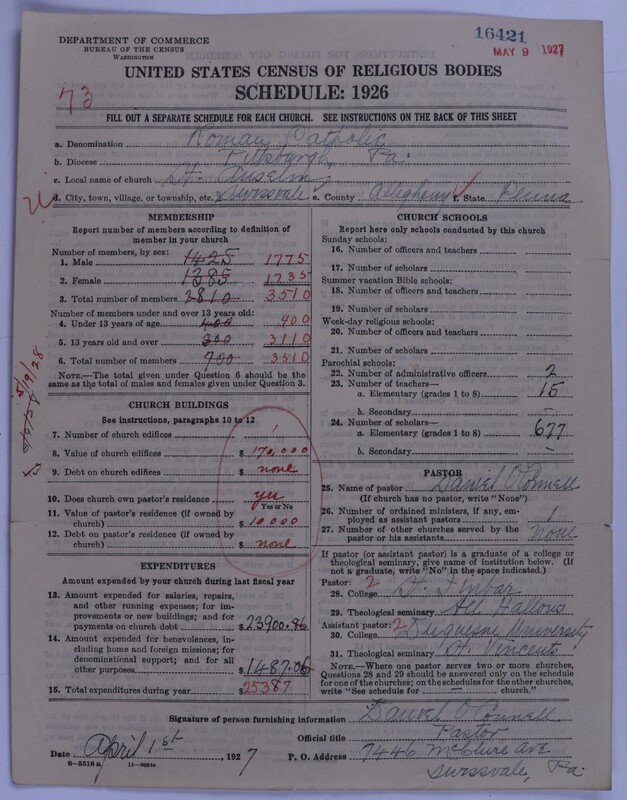 16421
MAY 9 1927
DEPARTMENT OF COMMERCE
BUREAU OF THE CENSUS
WASHINGTON
UNITED STATES CENSUS OF RELIGIOUS BODIES
SCHEDULE: 1926
73
FILL OUT A SEPARATE SCHEDULE FOR EACH CHURCH. SEE INSTRUCTIONS ON THE BACK OF THIS SHEET
a. Denomination Roman Catholic
b. Diocese Pittsburgh, Pa.
c. Local name of church St. Anselm
d. City, town, village, or township, etc. Swissvale e. County Allegheny f. State Penna
MEMBERSHIP
Report number of members according to definition of
member in your church
Number of members, by sex:
1. Male 1425 1775
2. Female 1385 1735
3. Total number of members 2810 3510
Number of members under and over 13 years old:
4. Under 13 years of age 400 400
5. 13 years old and over 300 3110
6. Total number of members 700 3510
NOTE.—The total given under Question 6 should be
same as the total of males and females given under Question 3.
5/9/28
CHURCH BUILDINGS
See instructions, paragraphs 10 to 12
7. Number of church edifices 1
8. Value of church edifices $ 170,000
9. Debt on church edifices $ none
10. Does church own pastor's residence yes
Yes or No
11. Value of pastor's residence (if owned by
church) $ 10000
12. Debt on pastor's residence (if owned by
church) $ none
EXPENDITURES
Amount expended by your church during last fiscal year
13. Amount expended for salaries, repairs,
and other running expenses; for im-
provements or new buildings; and for
payments on church debt $ 23900.86
14. Amount expended for benevolences, in-
cluding home and foreign missions; for
denominational support; and for all
other purposes $ 1487.06
15. Total expenditures during year $ 25387
CHURCH SCHOOLS
Report here only schools conducted by this church
Sunday schools:
16. Number of officers and teachers
17. Number of scholars
Summer vacation Bible schools:
18. Number of officers and teachers
19. Number of scholars
Week-day religious schools:
20. Number of officers and teachers
21. Number of scholars
Parochial schools:
22. Number of administrative officers 2
23. Number of teachers—
a. Elementary (grades 1 to 8) 15
b. Secondary –
24. Number of scholars—
a. Elementary (grades 1 to 8) 677
b. Secondary –
PASTOR
25. Name of pastor Daniel O'Connell
(If church has no pastor, write "None")
26. Number of ordained ministers, if any, em-
ployed as assistant pastors 1
27. Number of other churches served by the
pastor or his assistants None
If pastor (or assistant pastor) is a graduate of a college or
theological seminary, give name of institution below. (If
not a graduate, write "No" in the space indicated.)
Pastor: 2
28. College St.
29. Theological seminary All Hallows
Assistant pastor: 2
30. College Duquesne University
31. Theological seminary St. Vincents
NOTE.—Where one pastor serves two or more churches,
Questions 28 and 29 should be answered only on the schedule
for one of the churches; on the schedules for the other churches,
write "See schedule for – church."
Signature of person furnishing information Daniel O'Connell
Official title Pastor
Date April 1st, 1927 P. O. Address 7446 McClure Ave
Swissvale, Pa.
8-5518 a